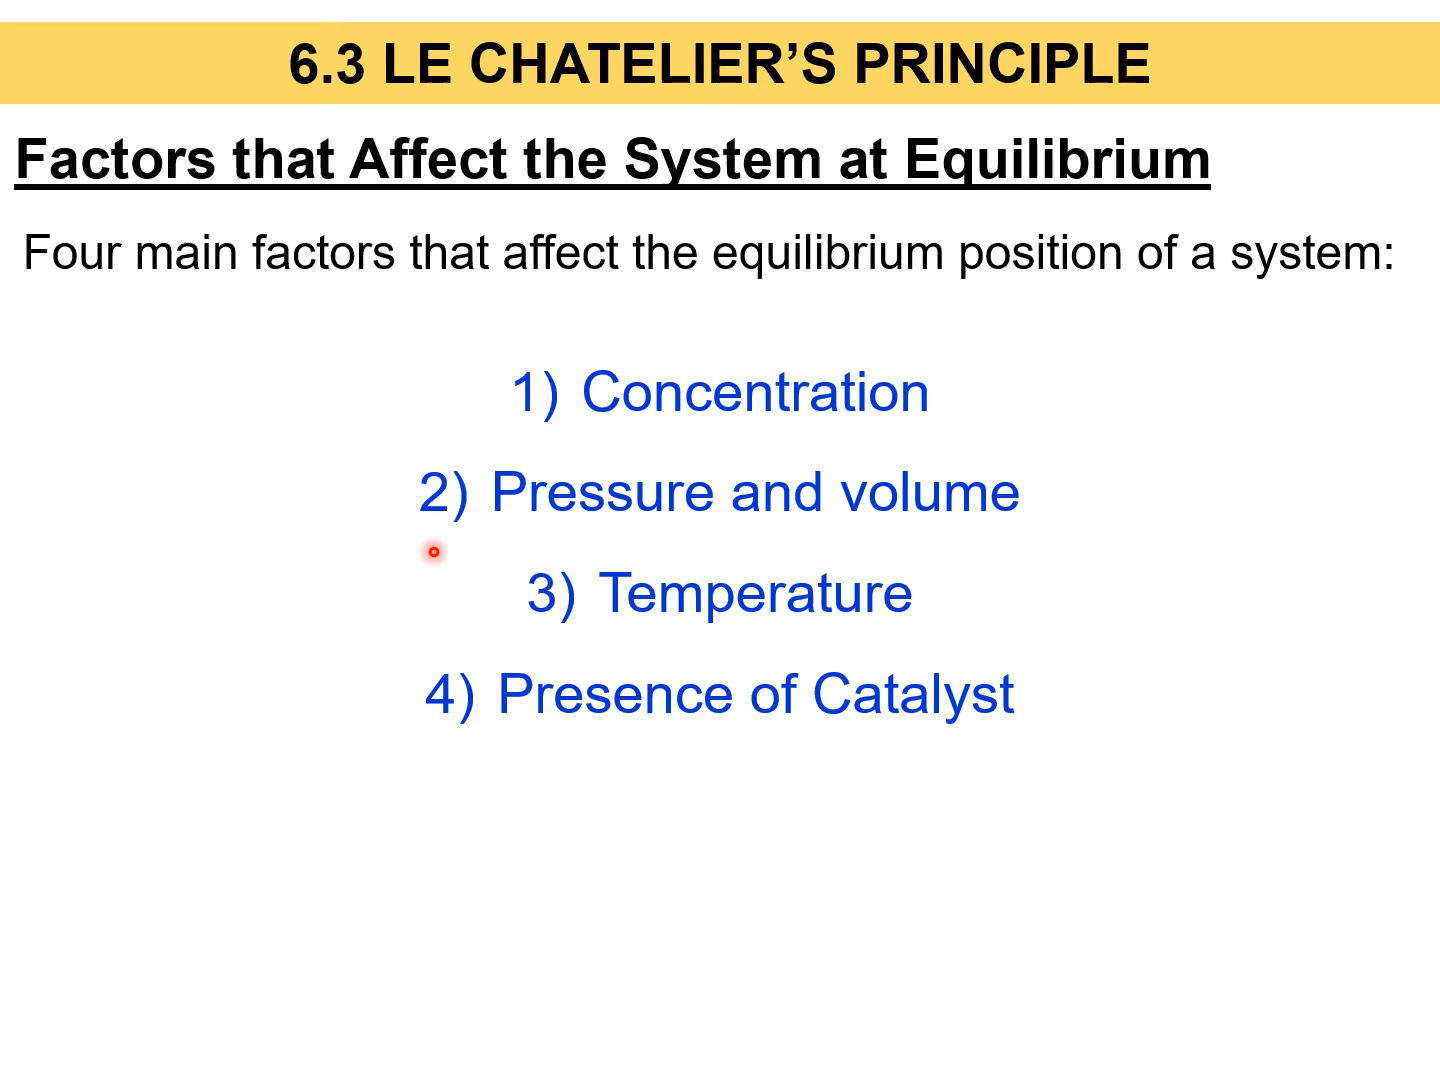 6.3 LE CHATELIER’S PRINCIPLE
Factors that Affect the System at Equilibrium
Four main factors that affect the equilibrium position of a system:
1) Concentration
2) Pressure and volume
3) Temperature
4) Presence of Catalyst